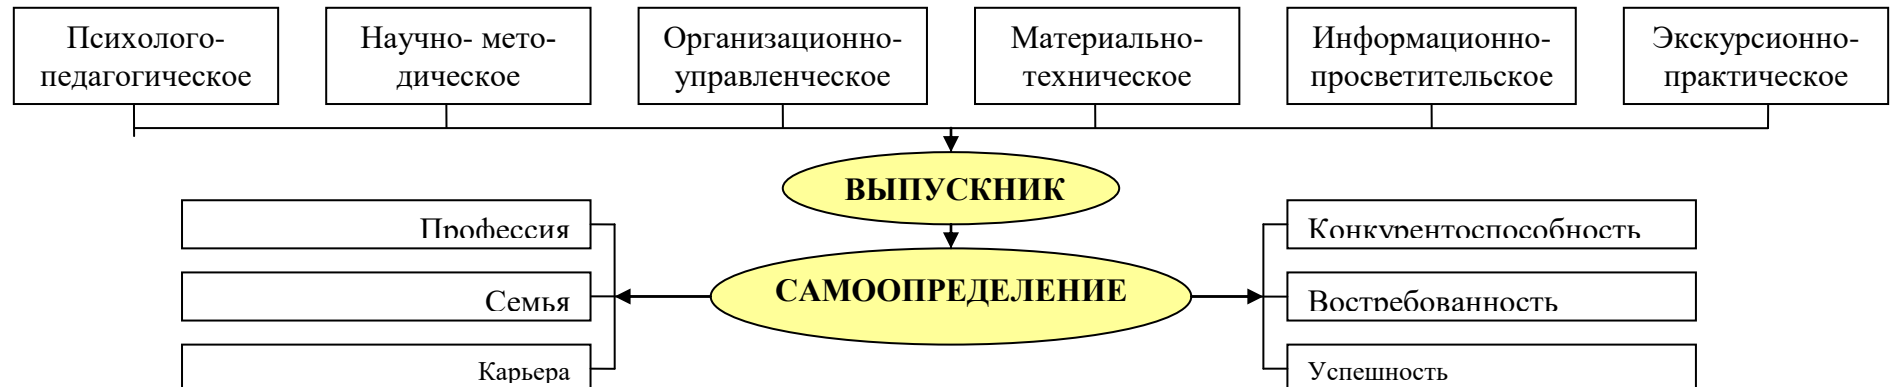 Психолого-
педагогическое
Научно- мето-
дическое
Организационно-
управленческое
Материально-
техническое
Информационно-
просветительское
Экскурсионно-
практическое
ВЫПУСКНИК
Профессия
Конкурентоспособность
САМООПРЕДЕЛЕНИЕ
Семья
Востребованность
Карьера
Успешность